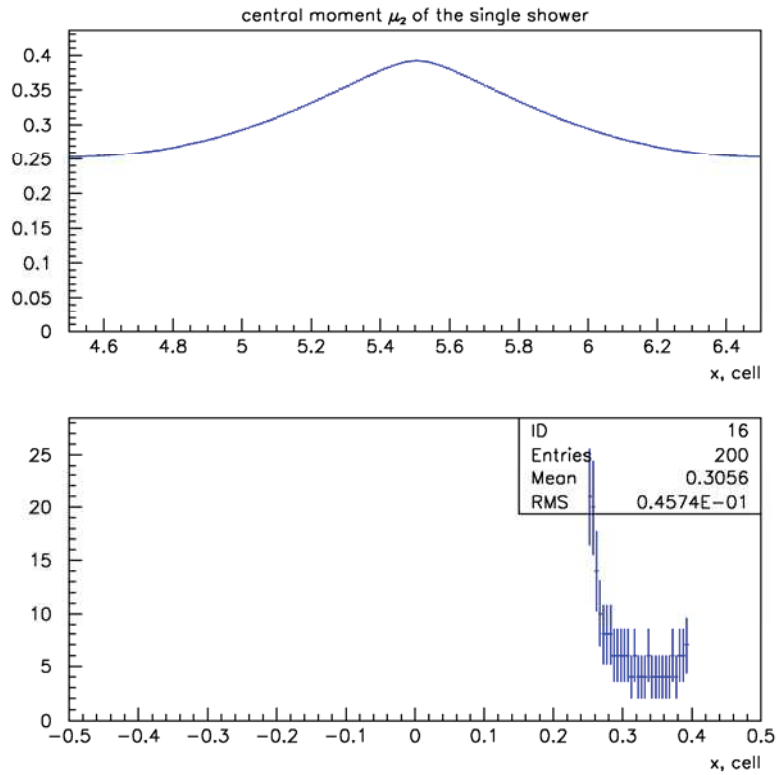 central moment μ₂ of the single shower
0.4
0.35
0.3
0.25
0.2
0.15
0.1
0.05
0
4.6 4.8 5 5.2 5.4 5.6 5.8 6 6.2 6.4
x, cell
ID 16
Entries 200
Mean 0.3056
RMS 0.4574E-01
25
20
15
10
5
0
−0.5 −0.4 −0.3 −0.2 −0.1 0 0.1 0.2 0.3 0.4 0.5
x, cell